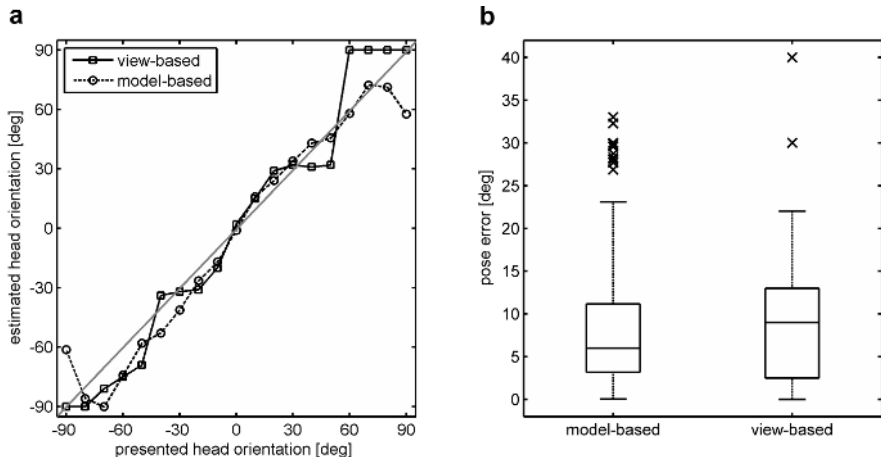 a
view-based
model-based
estimated head orientation [deg]
90
60
30
0
-30
-60
-90
-90 -60 -30 0 30 60 90
presented head orientation [deg]
b
pose error [deg]
40
35
30
25
20
15
10
5
0
model-based view-based